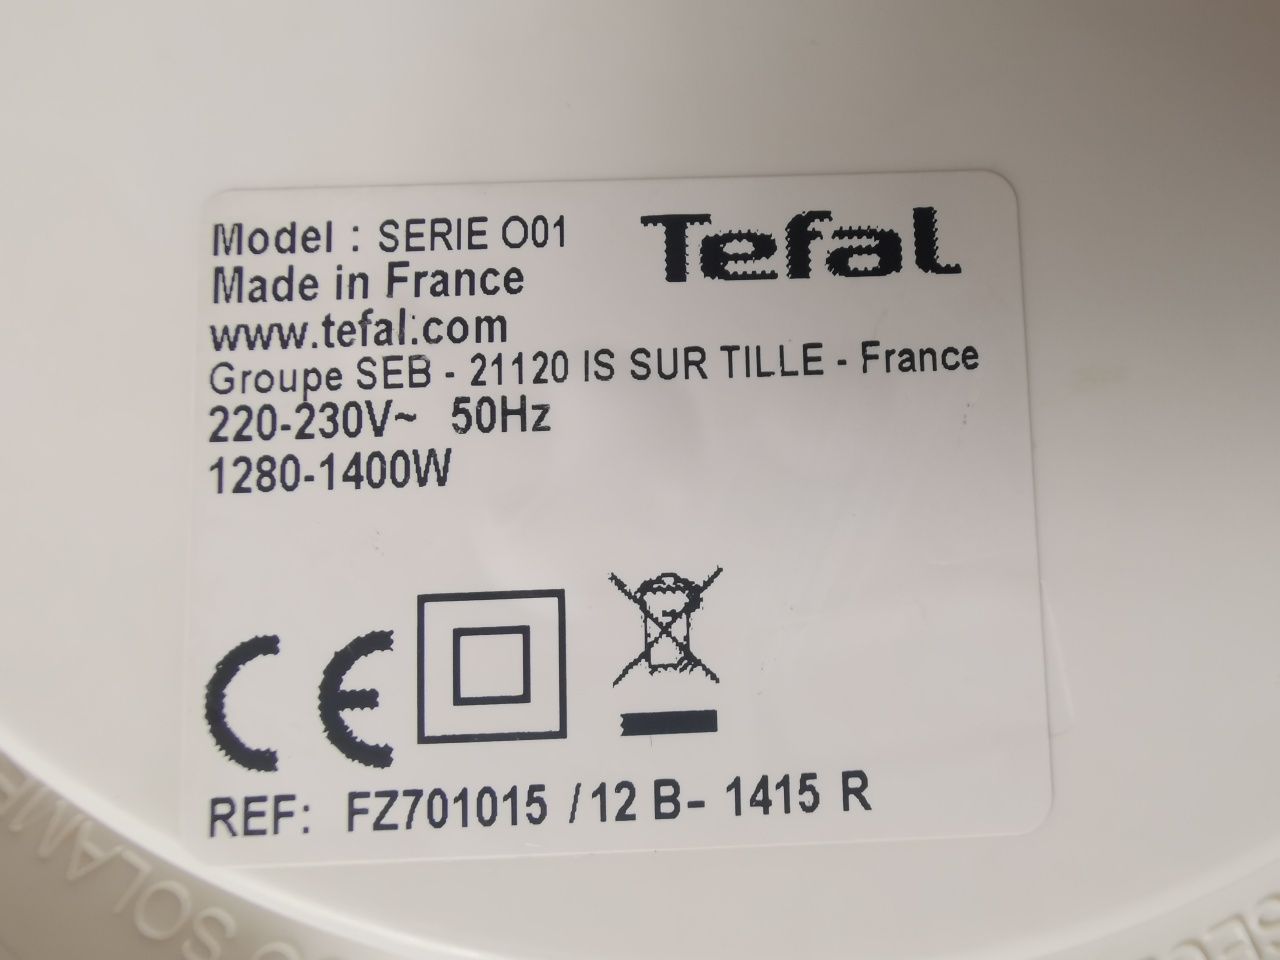 Model : SERIE O01
Tefal
Made in France
www.tefal.com
Groupe SEB - 21120 IS SUR TILLE - France
220-230V~ 50Hz
1280-1400W
CE
REF: FZ701015 /12 B- 1415 R
SOLAM